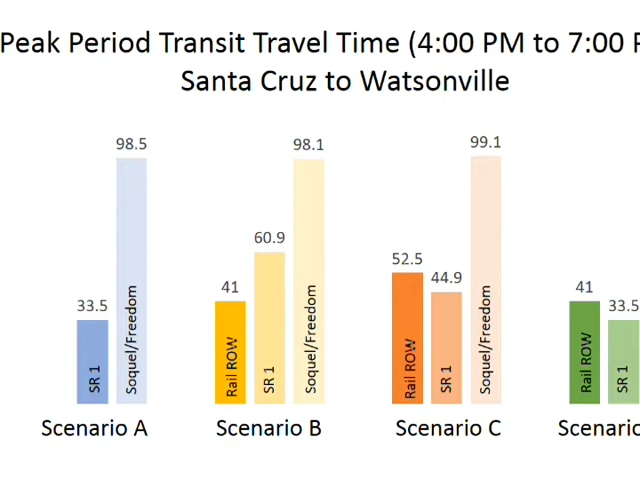 Peak Period Transit Travel Time (4:00 PM to 7:00 P
Santa Cruz to Watsonville
98.5
98.1
99.1
60.9
52.5
44.9
41
41
33.5
33.5
SR 1
Soquel/Freedom
Rail ROW
SR 1
Soquel/Freedom
Rail ROW
SR 1
Soquel/Freedom
Rail ROW
SR 1
Scenario A
Scenario B
Scenario C
Scenario